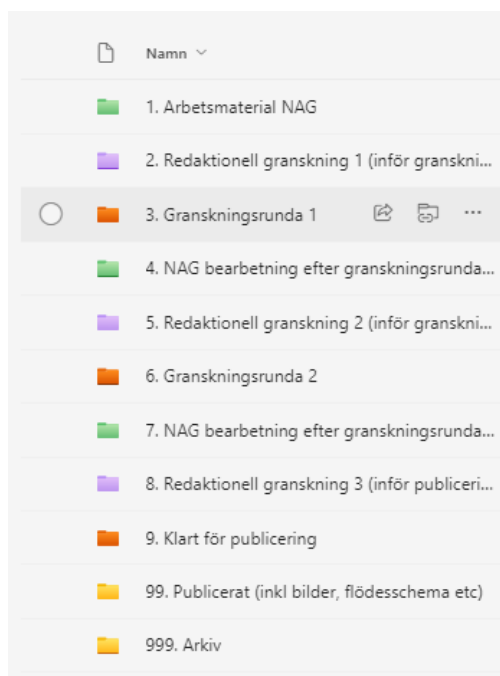 Namn
1. Arbetsmaterial NAG
2. Redaktionell granskning 1 (inför granskni...
3. Granskningsrunda 1
4. NAG bearbetning efter granskningsrunda...
5. Redaktionell granskning 2 (inför granskni...
6. Granskningsrunda 2
7. NAG bearbetning efter granskningsrunda...
8. Redaktionell granskning 3 (inför publiceri...
9. Klart för publicering
99. Publicerat (inkl bilder, flödesschema etc)
999. Arkiv